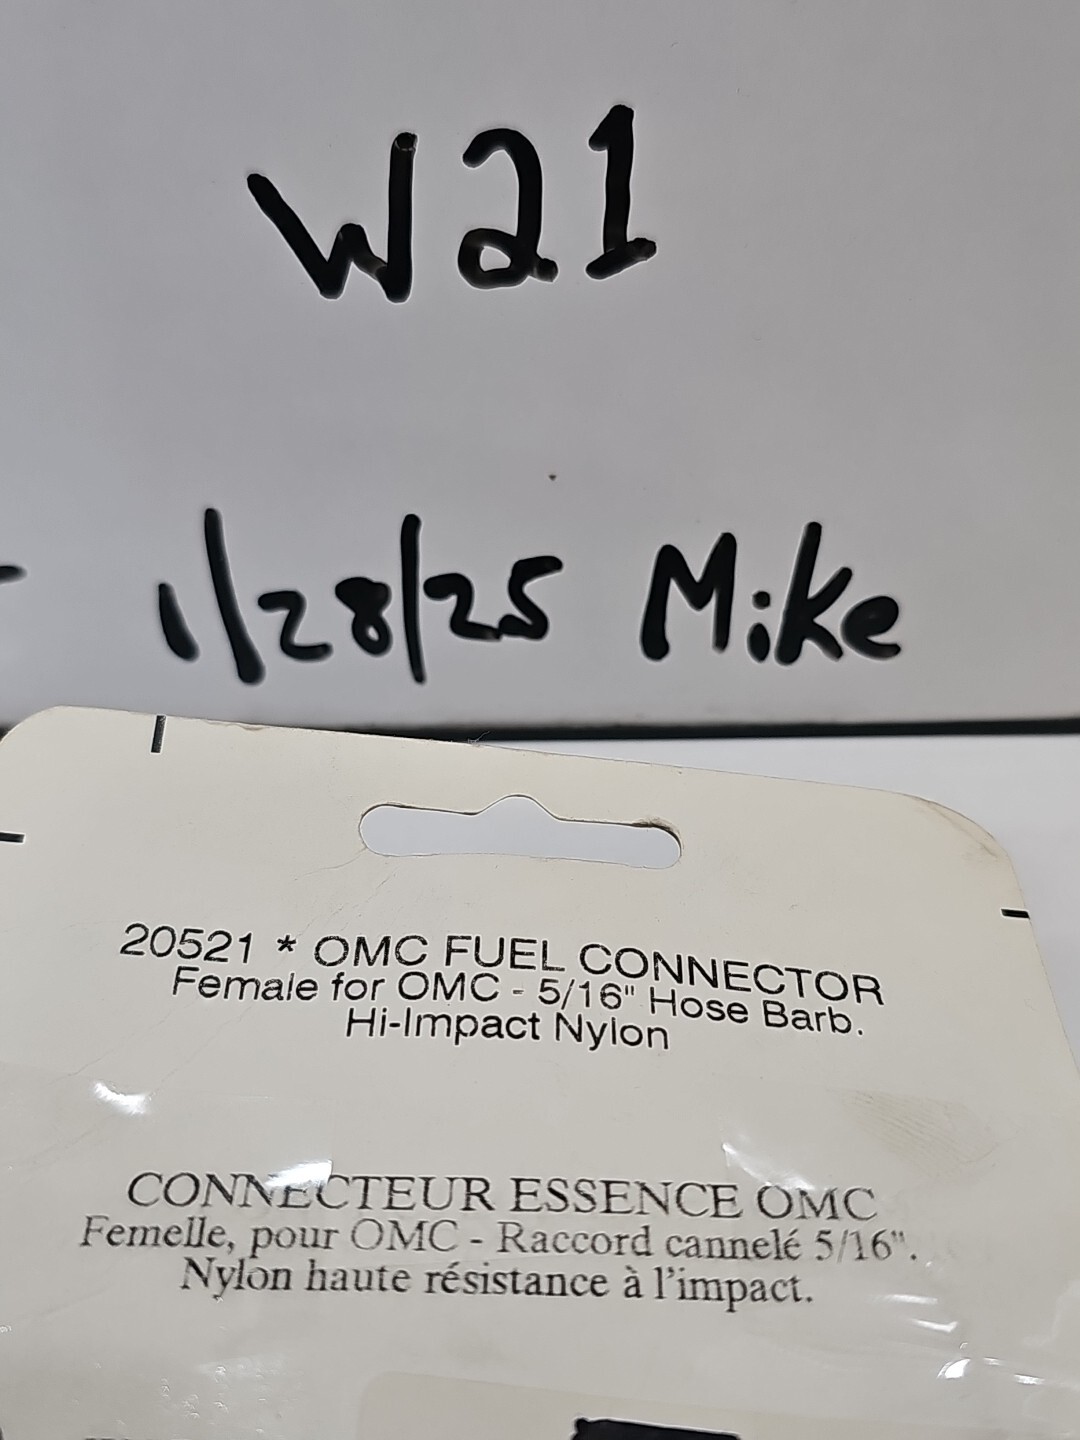 W21
1/28/25 Mike
20521 * OMC FUEL CONNECTOR
Female for OMC - 5/16" Hose Barb.
Hi-Impact Nylon
CONNECTEUR ESSENCE OMC
Femelle, pour OMC - Raccord cannelé 5/16".
Nylon haute résistance à l'impact.